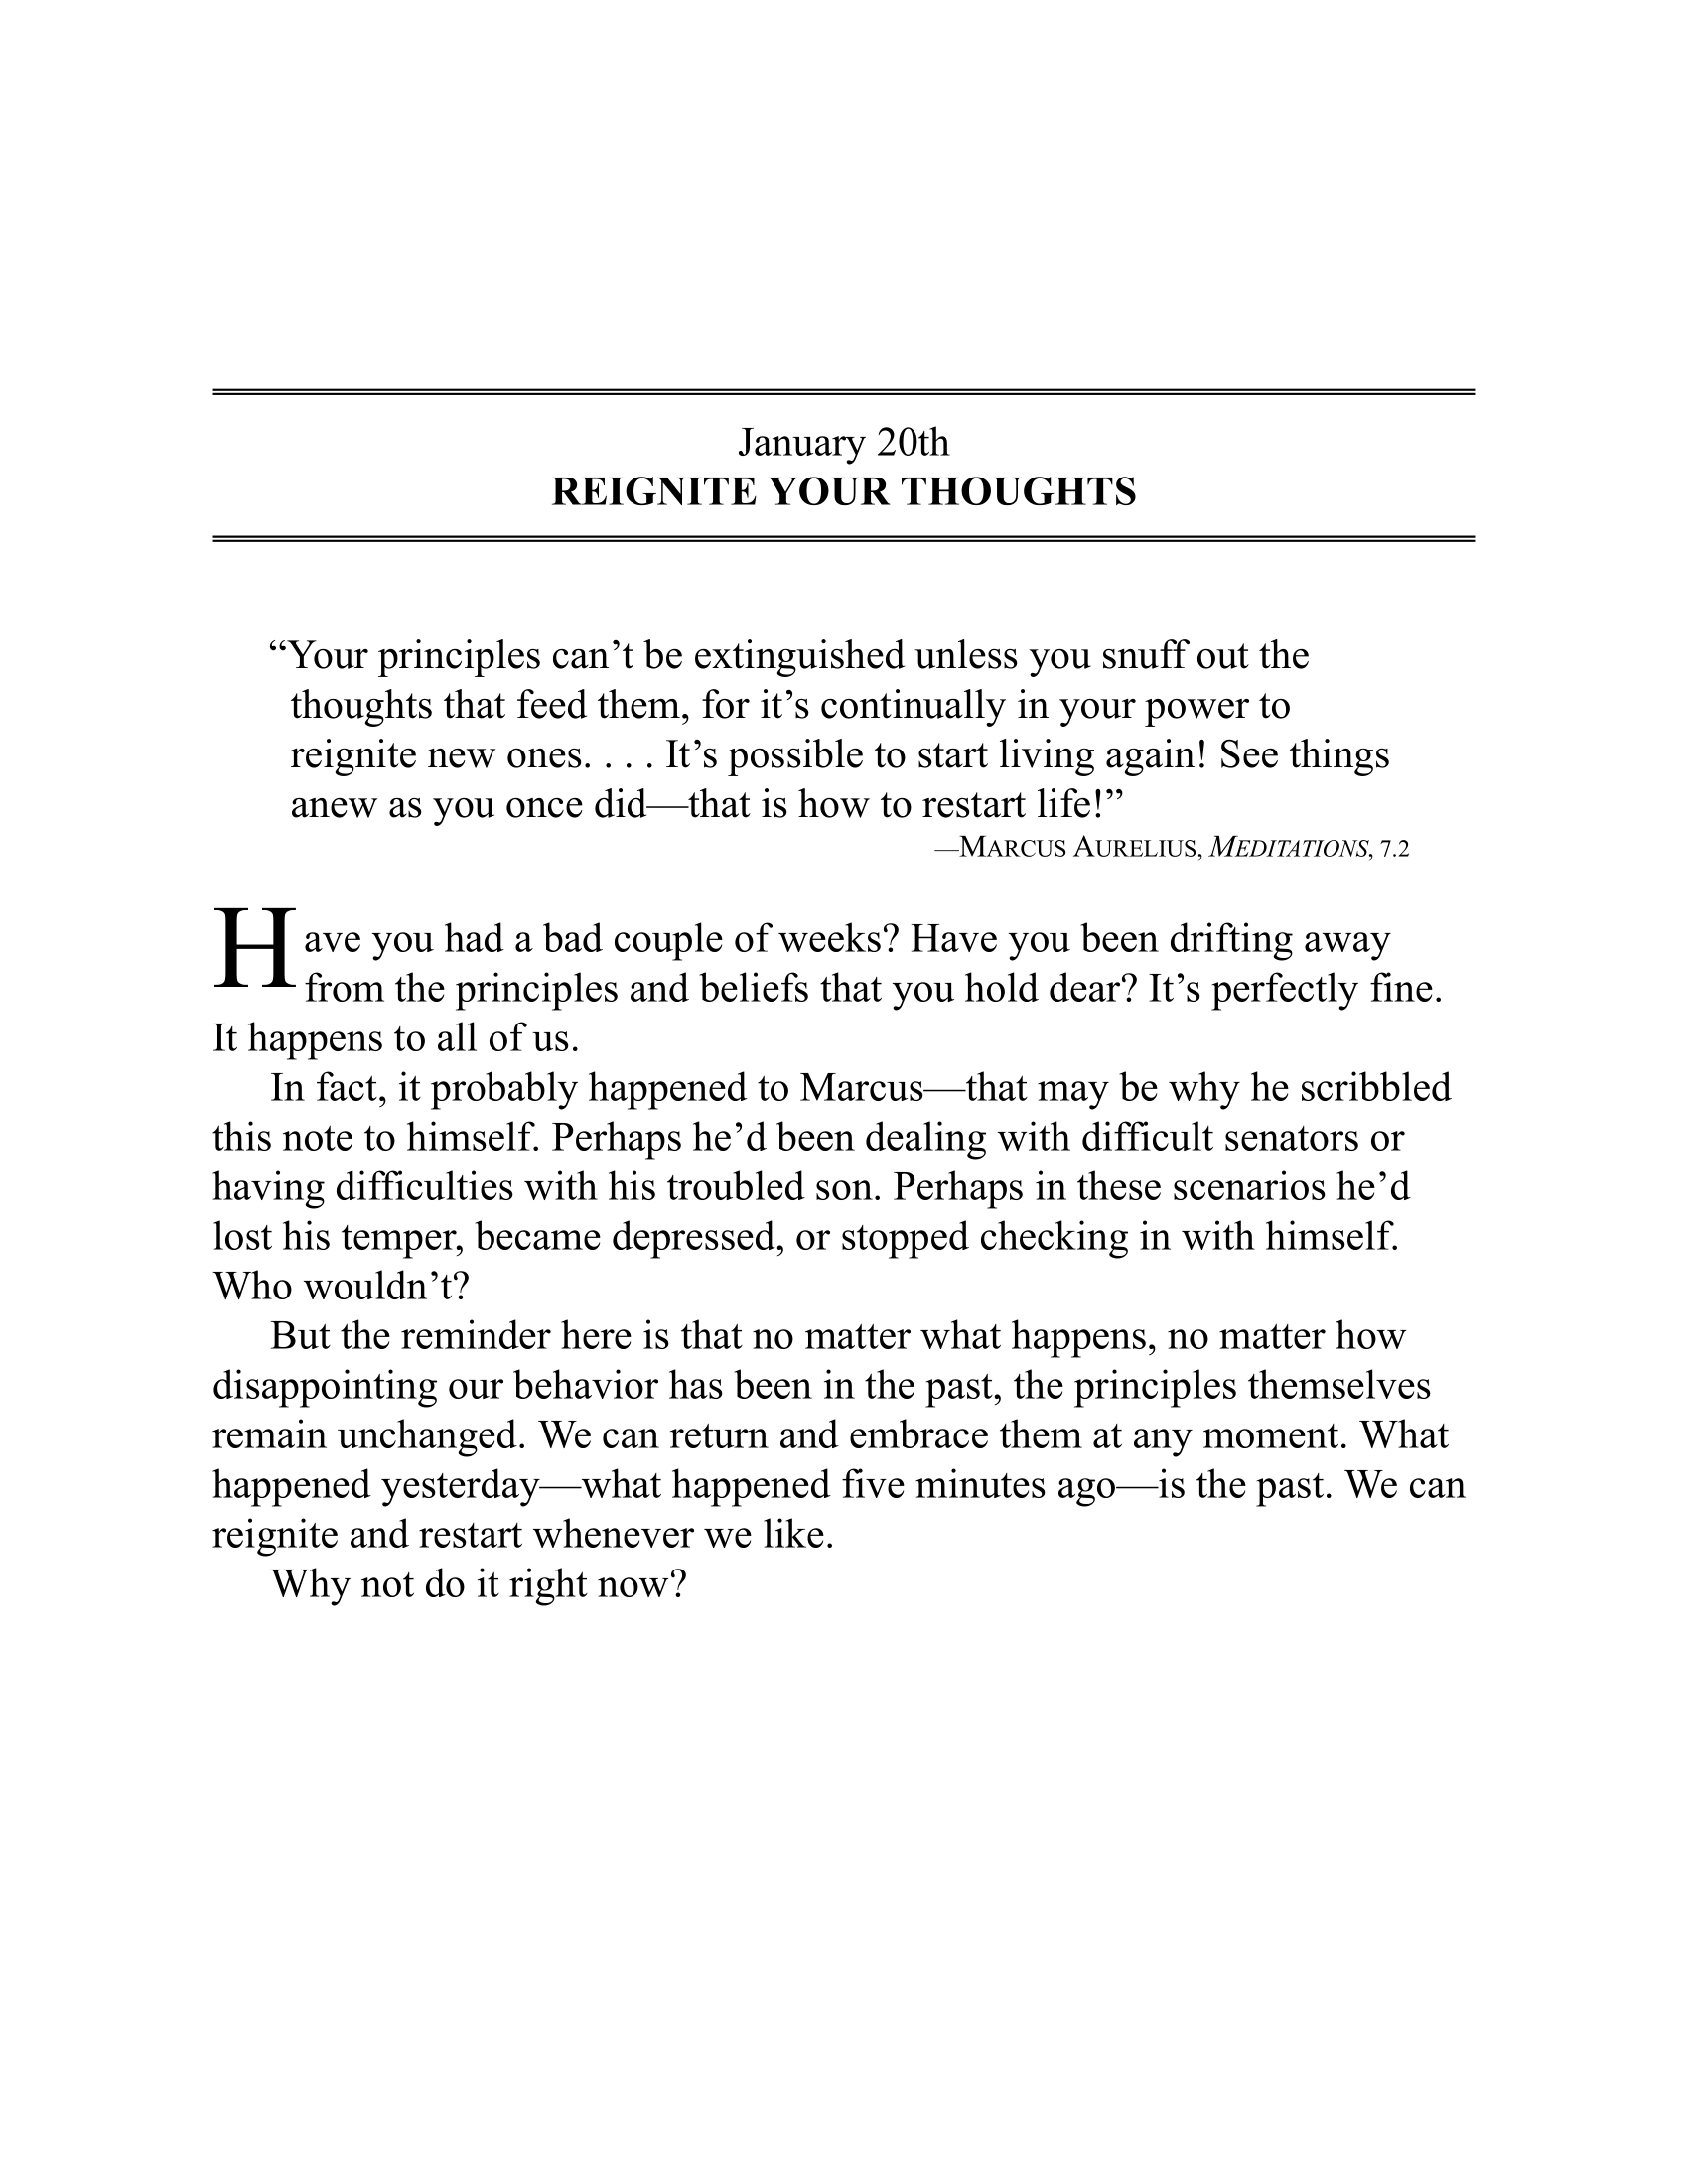 January 20th
REIGNITE YOUR THOUGHTS
“Your principles can’t be extinguished unless you snuff out the
thoughts that feed them, for it’s continually in your power to
reignite new ones. . . . It’s possible to start living again! See things
anew as you once did—that is how to restart life!”
—MARCUS AURELIUS, MEDITATIONS, 7.2
Have you had a bad couple of weeks? Have you been drifting away
from the principles and beliefs that you hold dear? It’s perfectly fine.
It happens to all of us.
In fact, it probably happened to Marcus—that may be why he scribbled
this note to himself. Perhaps he’d been dealing with difficult senators or
having difficulties with his troubled son. Perhaps in these scenarios he’d
lost his temper, became depressed, or stopped checking in with himself.
Who wouldn’t?
But the reminder here is that no matter what happens, no matter how
disappointing our behavior has been in the past, the principles themselves
remain unchanged. We can return and embrace them at any moment. What
happened yesterday—what happened five minutes ago—is the past. We can
reignite and restart whenever we like.
Why not do it right now?